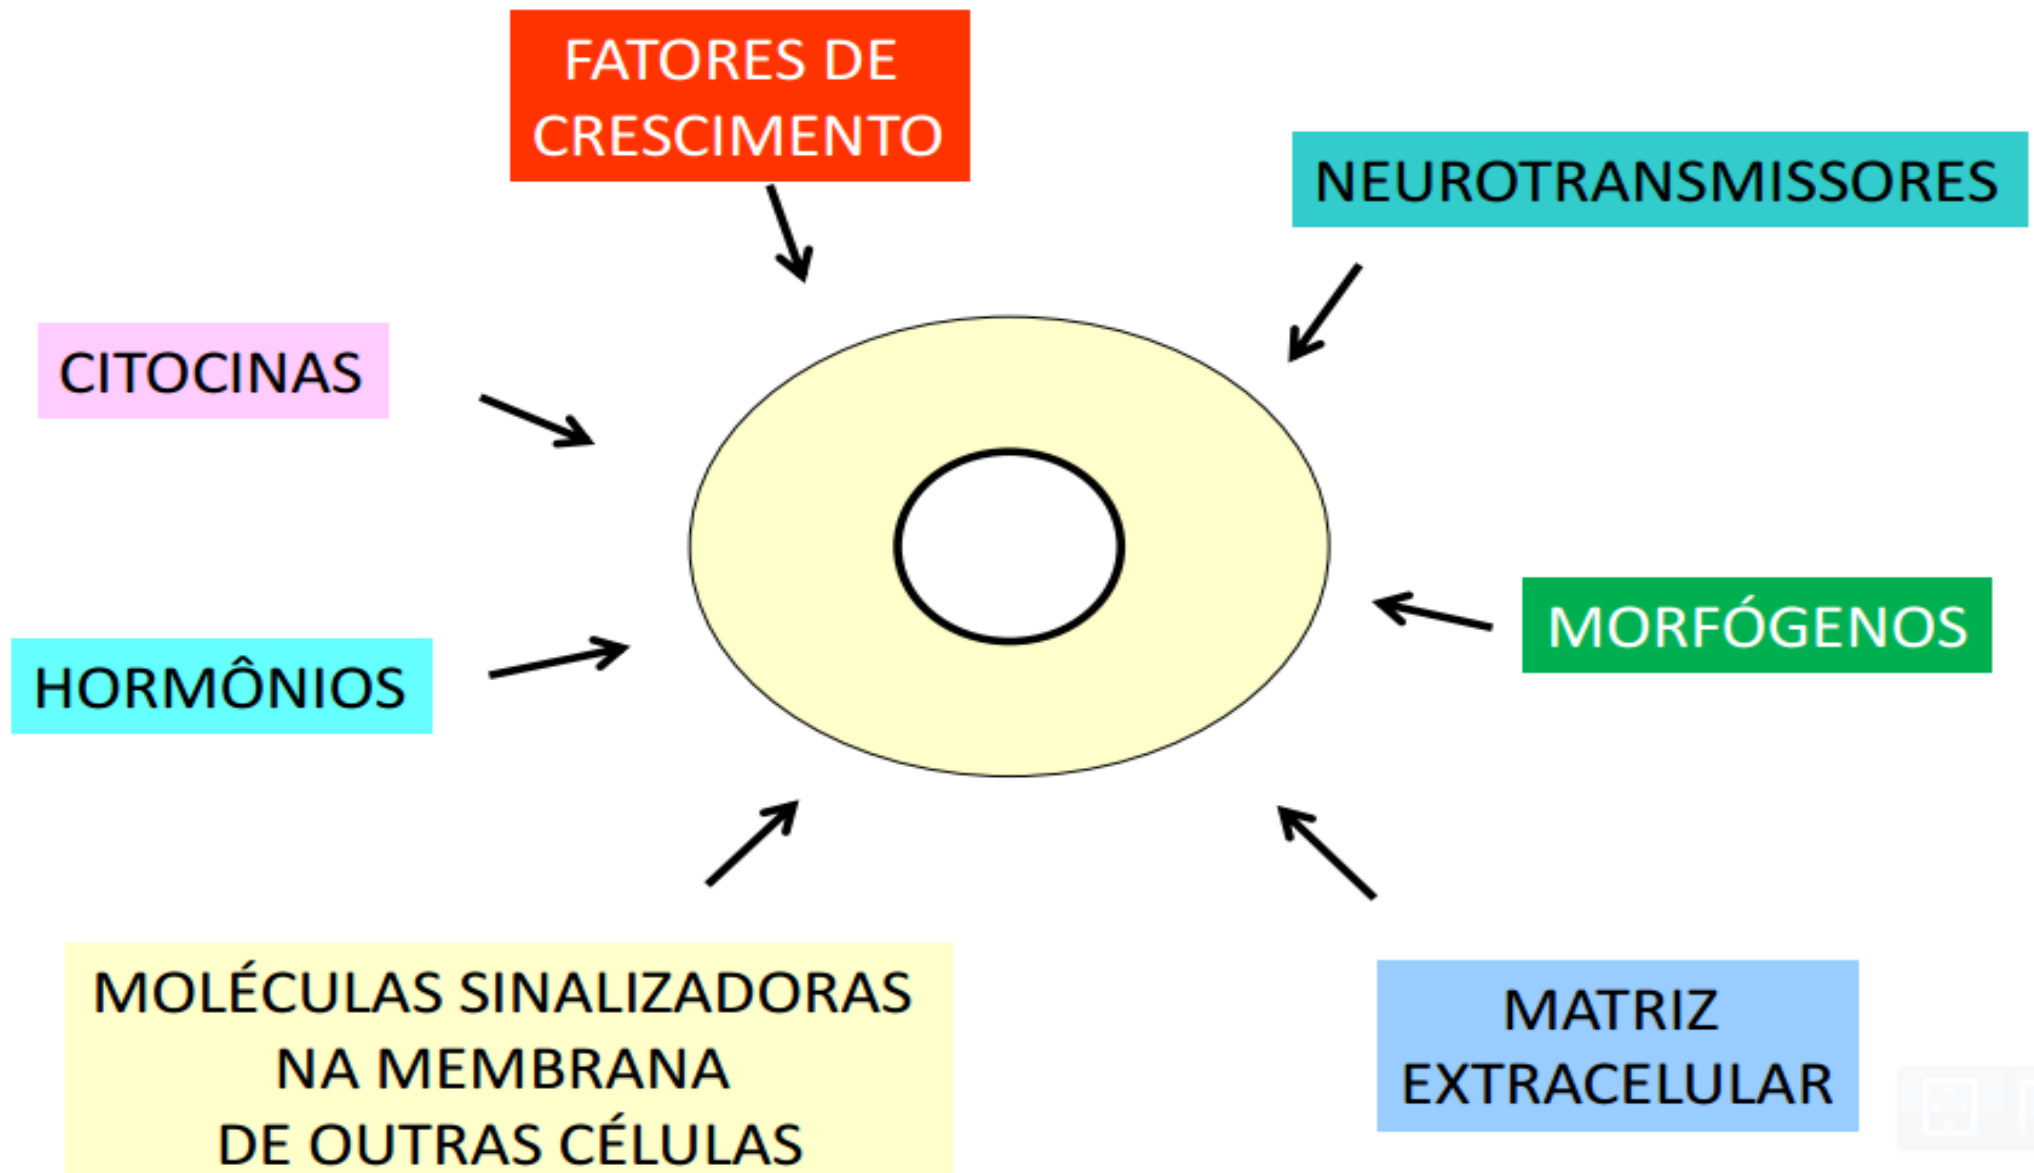 FATORES DE
CRESCIMENTO
NEUROTRANSMISSORES
CITOCINAS
MORFÓGENOS
HORMÔNIOS
MOLÉCULAS SINALIZADORAS
NA MEMBRANA
DE OUTRAS CÉLULAS
MATRIZ
EXTRACELULAR